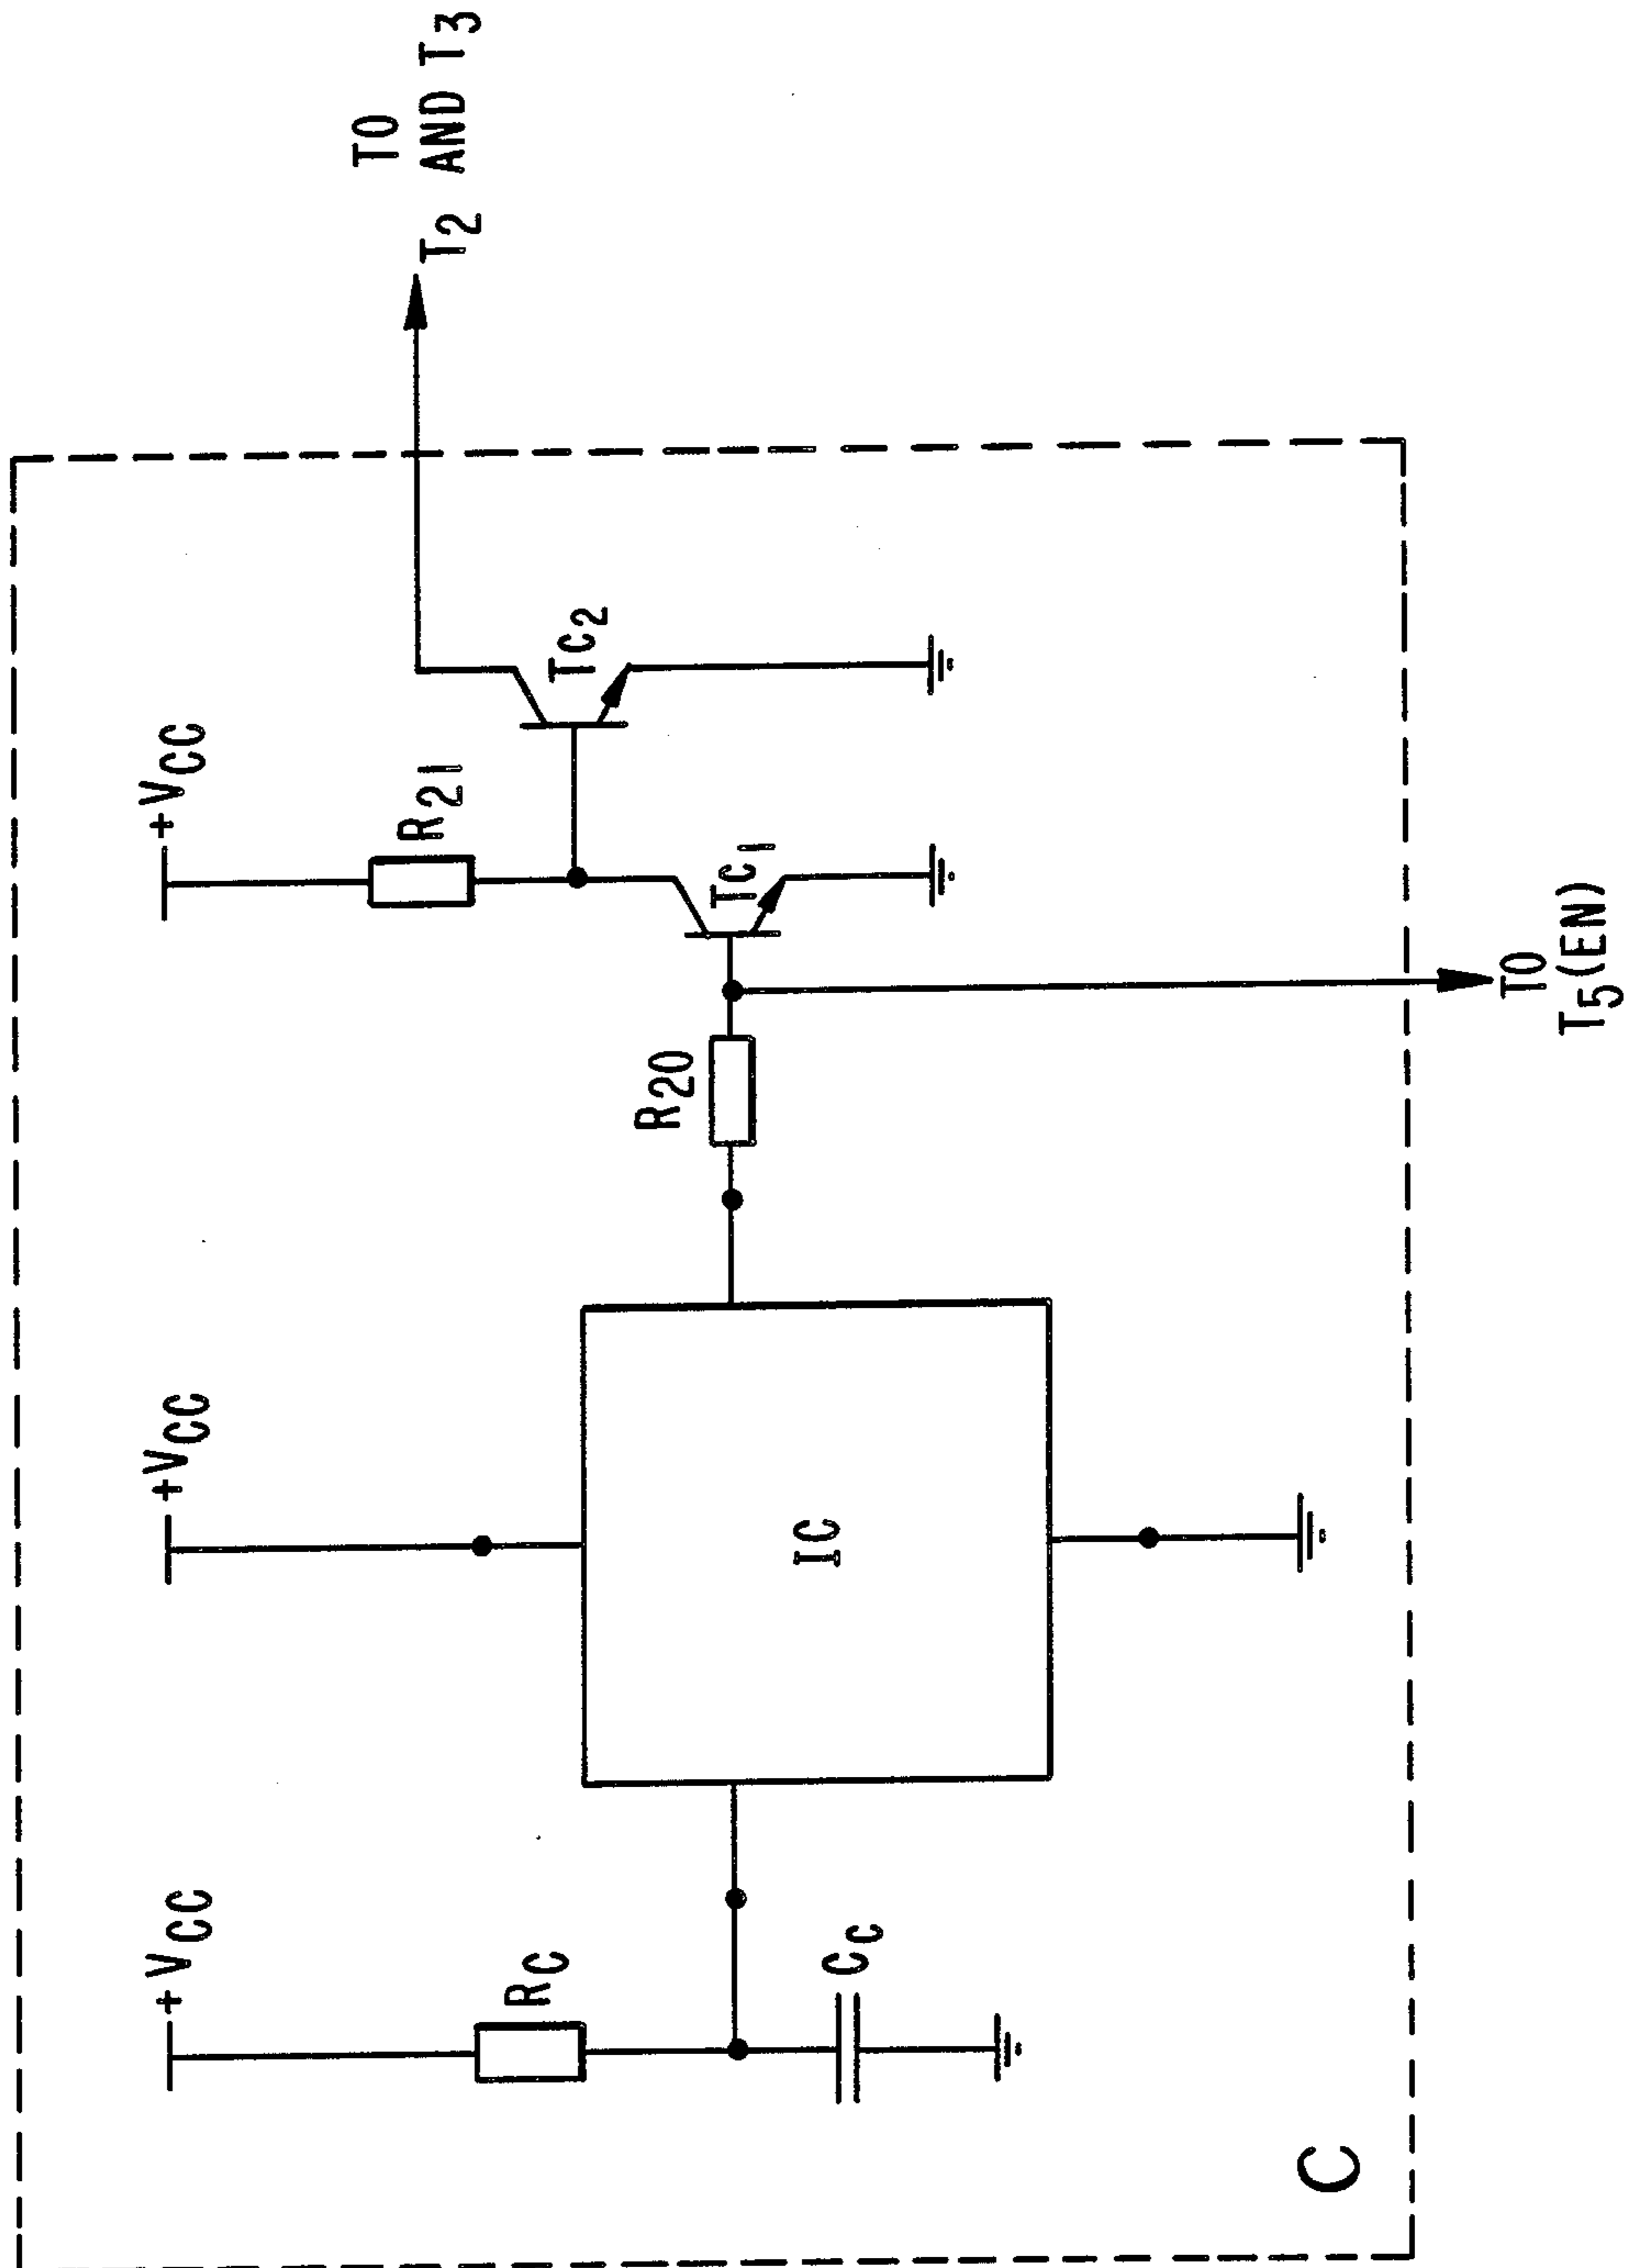 +VCC
+VCC
+VCC
TO
T2 AND T3
R21
TC2
RC
R20
TC1
CC
IC
TO
T5(EN)
C